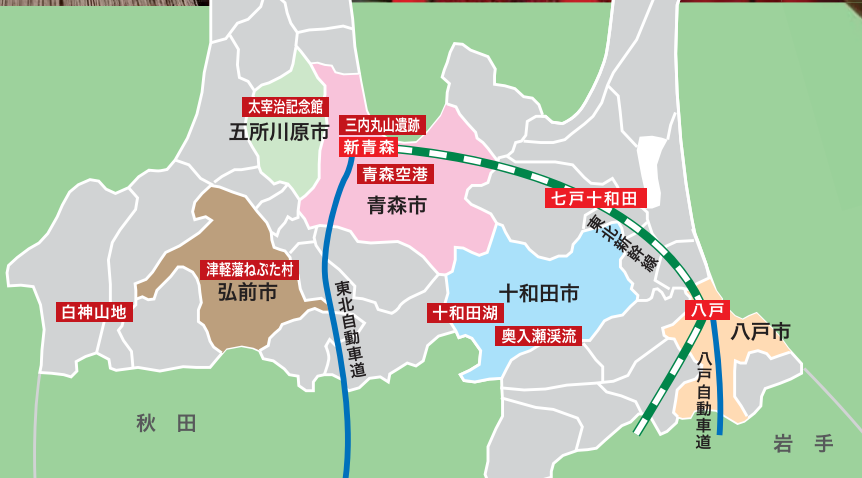 太宰治記念館
五所川原市
三内丸山遺跡
新青森
青森空港
青森市
七戸十和田
東北新幹線
津軽藩ねぷた村
弘前市
白神山地
東北自動車道
十和田市
十和田湖
奥入瀬渓流
八戸
八戸市
八戸自動車道
秋田
岩手